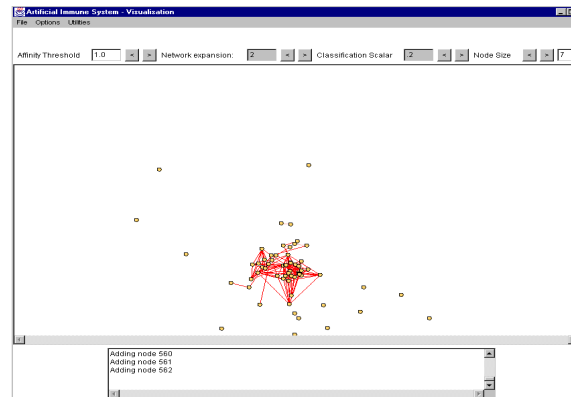 Artificial Immune System - Visualization
File Options Utilities
Affinity Threshold 1.0 < > Network expansion: 2 < > Classification Scalar .2 < > Node Size < > 7
Adding node 560
Adding node 561
Adding node 562